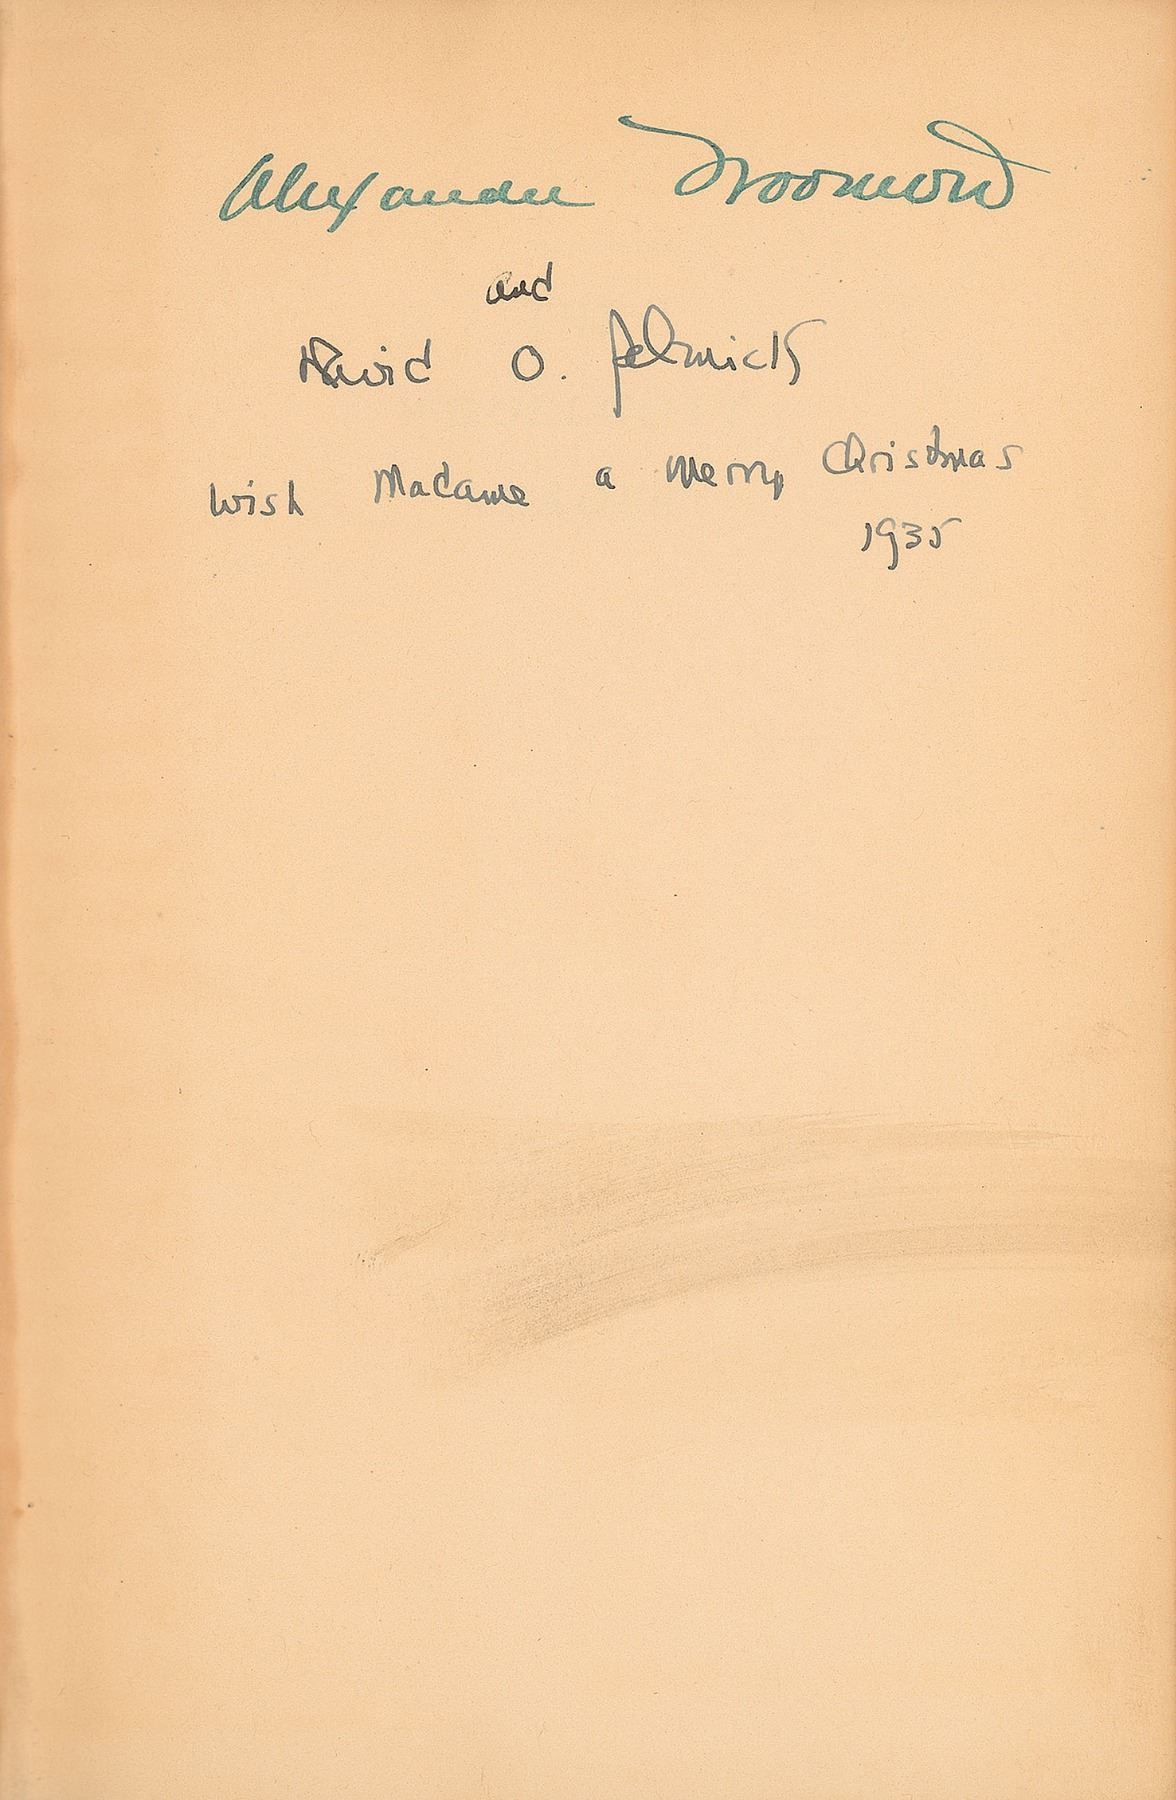 Alexander Woollcott
and
David O. Selznick
Wish Madame a Merry Christmas
1935